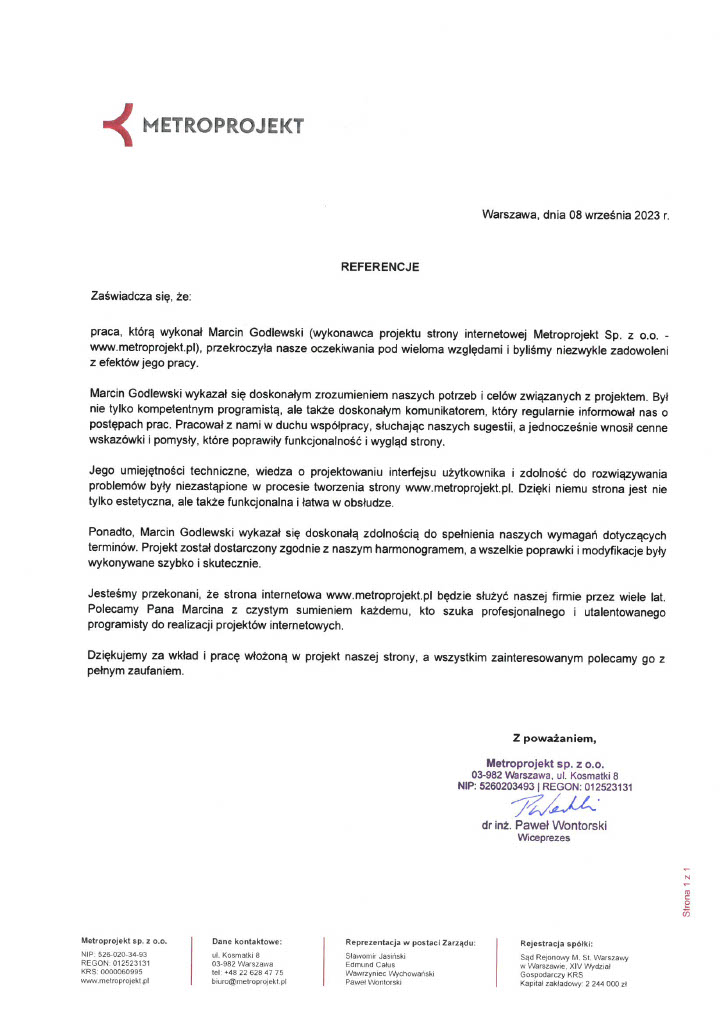 METROPROJEKT
Warszawa, dnia 08 września 2023 r.
REFERENCJE
Zaświadcza się, że:
praca, którą wykonał Marcin Godlewski (wykonawca projektu strony internetowej Metroprojekt Sp. z o.o. -
www.metroprojekt.pl), przekroczyła nasze oczekiwania pod wieloma względami i byliśmy niezwykle zadowoleni
z efektów jego pracy.
Marcin Godlewski wykazał się doskonałym zrozumieniem naszych potrzeb i celów związanych z projektem. Był
nie tylko kompetentnym programistą, ale także doskonałym komunikatorem, który regularnie informował nas o
postępach prac. Pracował z nami w duchu współpracy, słuchając naszych sugestii, a jednocześnie wnosił cenne
wskazówki i pomysły, które poprawiły funkcjonalność i wygląd strony.
Jego umiejętności techniczne, wiedza o projektowaniu interfejsu użytkownika i zdolność do rozwiązywania
problemów były niezastąpione w procesie tworzenia strony www.metroprojekt.pl. Dzięki niemu strona jest nie
tylko estetyczna, ale także funkcjonalna i łatwa w obsłudze.
Ponadto, Marcin Godlewski wykazał się doskonałą zdolnością do spełnienia naszych wymagań dotyczących
terminów. Projekt został dostarczony zgodnie z naszym harmonogramem, a wszelkie poprawki i modyfikacje były
wykonywane szybko i skutecznie.
Jesteśmy przekonani, że strona internetowa www.metroprojekt.pl będzie służyć naszej firmie przez wiele lat.
Polecamy Pana Marcina z czystym sumieniem każdemu, kto szuka profesjonalnego i utalentowanego
programisty do realizacji projektów internetowych.
Dziękujemy za wkład i pracę włożoną w projekt naszej strony, a wszystkim zainteresowanym polecamy go z
pełnym zaufaniem.
Z poważaniem,
Metroprojekt sp. z o.o.
03-982 Warszawa, ul. Kosmatki 8
NIP: 5260203493 | REGON: 012523131
dr inż. Paweł Wontorski
Wiceprezes
Strona 1 z 1
Metroprojekt sp. z o.o.
NIP: 526-020-34-93
REGON: 012523131
KRS: 0000060995
www.metroprojekt.pl
Dane kontaktowe:
ul. Kosmatki 8
03-982 Warszawa
tel: +48 22 628 47 75
biuro@metroprojekt.pl
Reprezentacja w postaci Zarządu:
Sławomir Jasiński
Edmund Całus
Wawrzyniec Wychowański
Paweł Wontorski
Rejestracja spółki:
Sąd Rejonowy M. St. Warszawy
w Warszawie, XIV Wydział
Gospodarczy KRS
Kapitał zakładowy: 2 244 000 zł